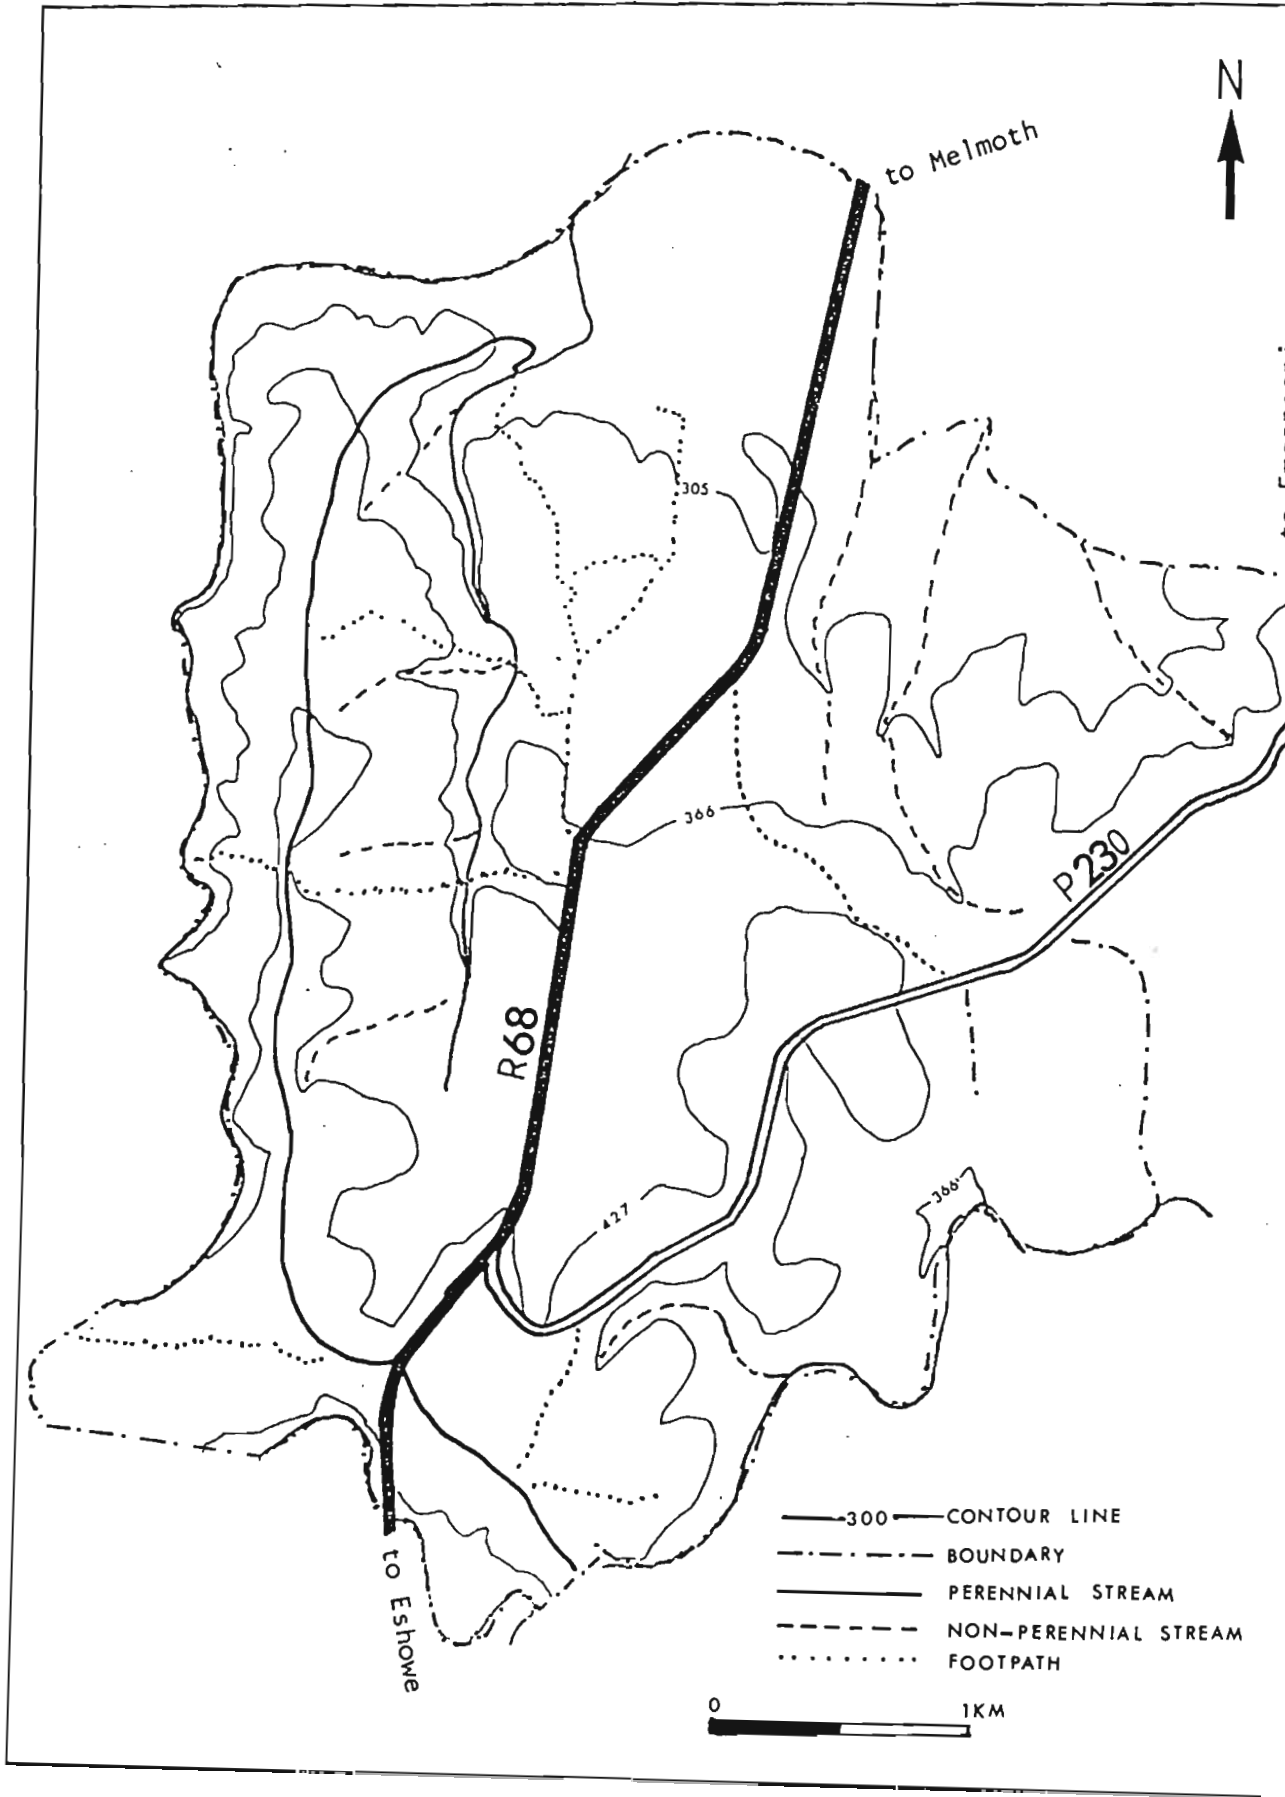 N
to Melmoth
305
366
P230
R68
427
366
300 CONTOUR LINE
BOUNDARY
PERENNIAL STREAM
NON-PERENNIAL STREAM
FOOTPATH
to Eshowe
0 1KM